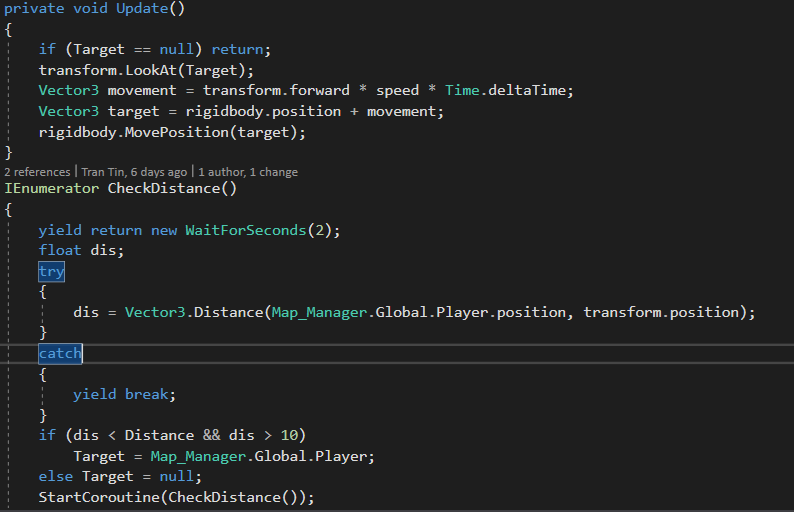 private void Update()
{
if (Target == null) return;
transform.LookAt(Target);
Vector3 movement = transform.forward * speed * Time.deltaTime;
Vector3 target = rigidbody.position + movement;
rigidbody.MovePosition(target);
}
2 references | Tran Tin, 6 days ago | 1 author, 1 change
IEnumerator CheckDistance()
{
yield return new WaitForSeconds(2);
float dis;
try
{
dis = Vector3.Distance(Map_Manager.Global.Player.position, transform.position);
}
catch
{
yield break;
}
if (dis < Distance && dis > 10)
Target = Map_Manager.Global.Player;
else Target = null;
StartCoroutine(CheckDistance());